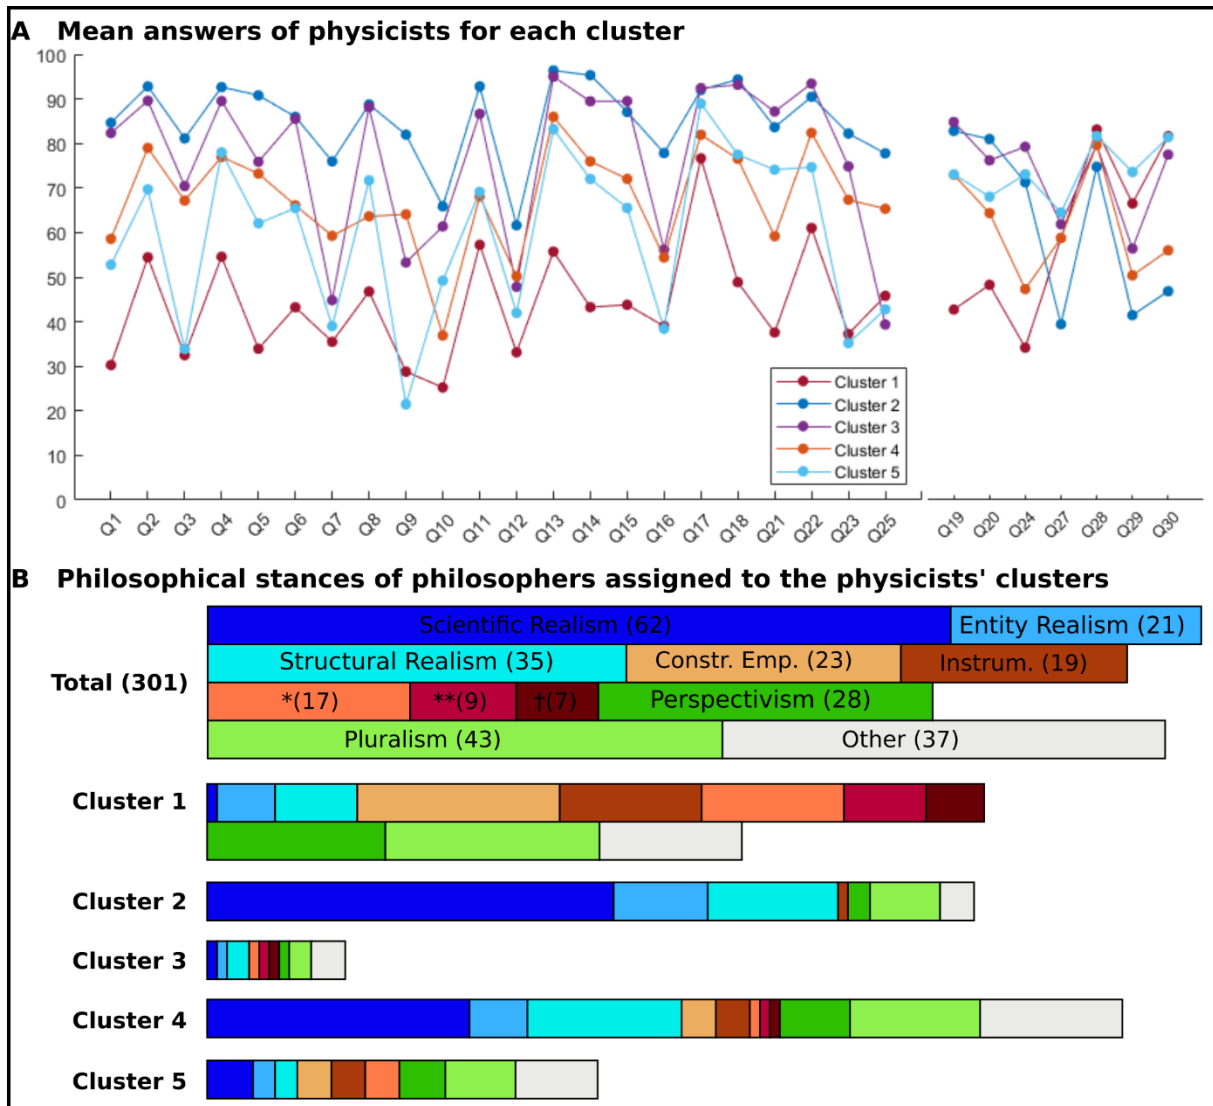 A Mean answers of physicists for each cluster
100
90
80
70
60
50
40
30
20
10
0
Cluster 1
Cluster 2
Cluster 3
Cluster 4
Cluster 5
Q1 Q2 Q3 Q4 Q5 Q6 Q7 Q8 Q9 Q10 Q11 Q12 Q13 Q14 Q15 Q16 Q17 Q18 Q21 Q22 Q23 Q25 Q19 Q20 Q24 Q27 Q28 Q29 Q30
B Philosophical stances of philosophers assigned to the physicists' clusters
Scientific Realism (62) Entity Realism (21)
Structural Realism (35) Constr. Emp. (23) Instrum. (19)
Total (301)
*(17) **(9) †(7) Perspectivism (28)
Pluralism (43) Other (37)
Cluster 1
Cluster 2
Cluster 3
Cluster 4
Cluster 5